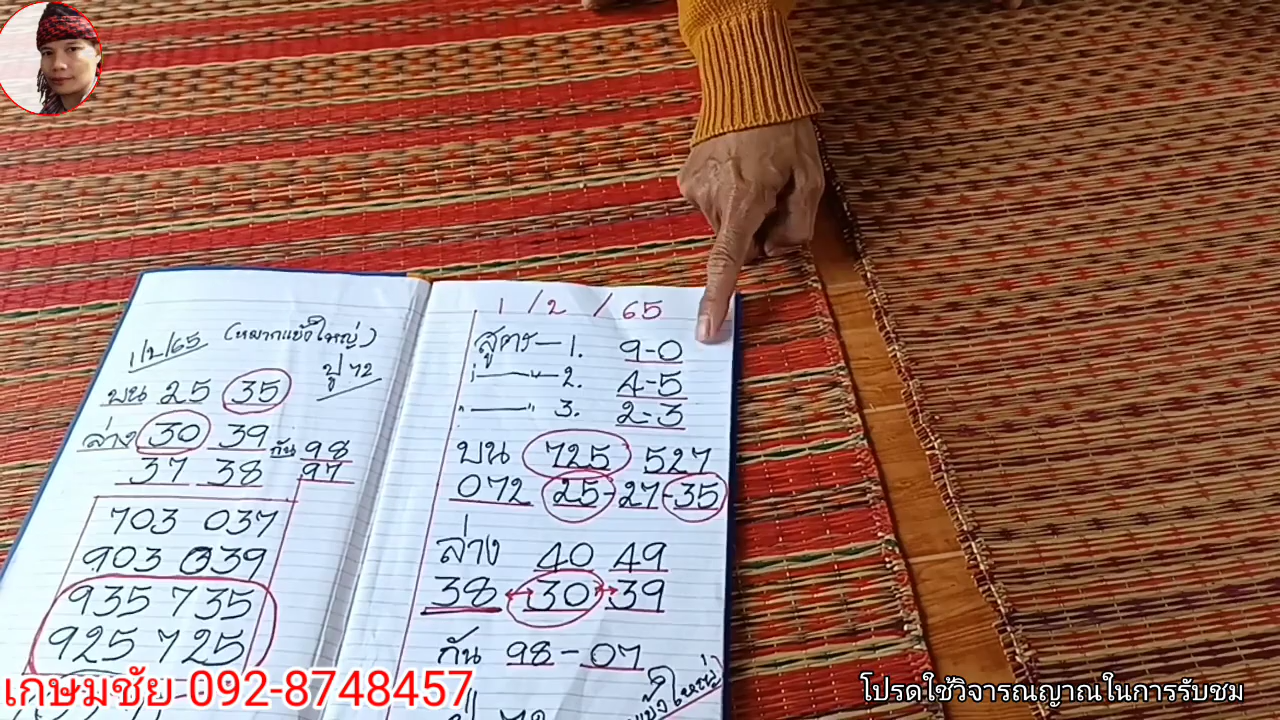 1/2/65 (หมากแข้งใหญ่)
ปู่ 72
บน 25 35
ล่าง 30 39
กัน 98
37 38 97
703 037
903 039
935 735
925 725
1/2/65
สูตร-1. 9-0
"—"-2. 4-5
"—" 3. 2-3
บน 725 527
072 25-27-35
ล่าง 40 49
38 ↔ 30 ↔ 39
กัน 98-07
72
เกษมชัย 092-8748457
โปรดใช้วิจารณญาณในการรับชม